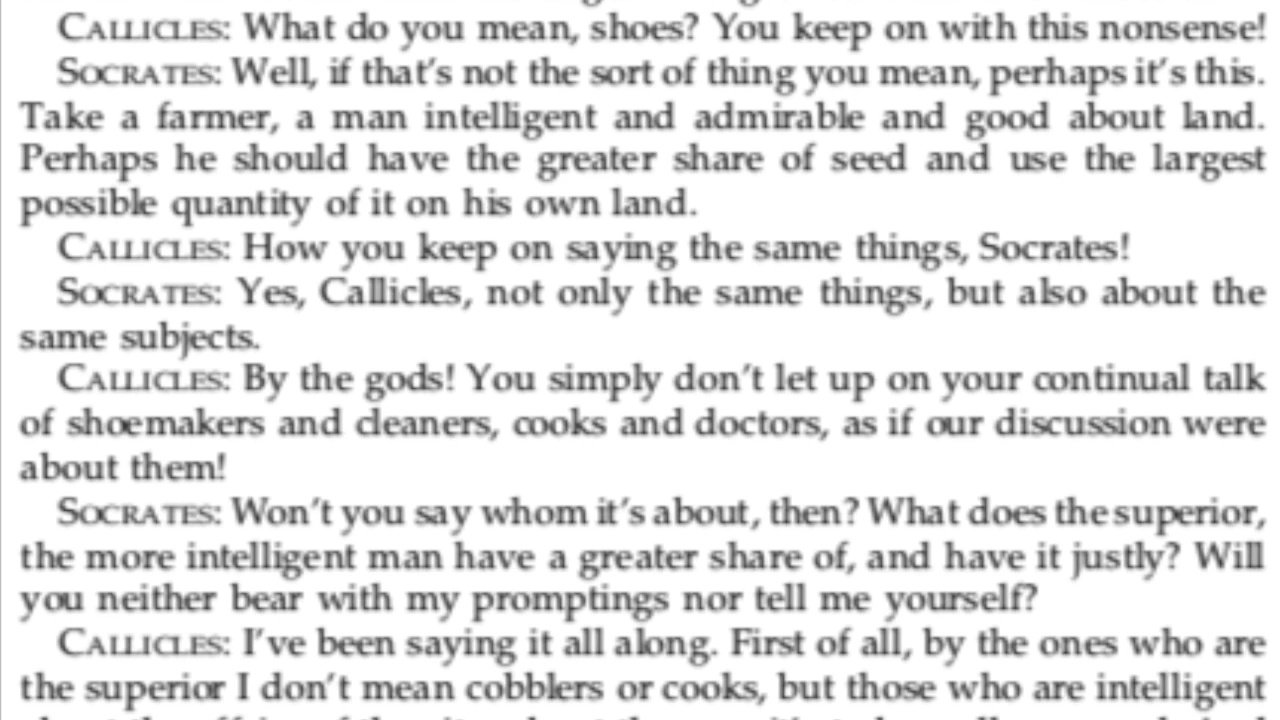 CALLICLES: What do you mean, shoes? You keep on with this nonsense!
SOCRATES: Well, if that's not the sort of thing you mean, perhaps it's this.
Take a farmer, a man intelligent and admirable and good about land.
Perhaps he should have the greater share of seed and use the largest
possible quantity of it on his own land.
CALLICLES: How you keep on saying the same things, Socrates!
SOCRATES: Yes, Callicles, not only the same things, but also about the
same subjects.
CALLICLES: By the gods! You simply don't let up on your continual talk
of shoemakers and cleaners, cooks and doctors, as if our discussion were
about them!
SOCRATES: Won't you say whom it's about, then? What does the superior,
the more intelligent man have a greater share of, and have it justly? Will
you neither bear with my promptings nor tell me yourself?
CALLICLES: I've been saying it all along. First of all, by the ones who are
the superior I don't mean cobblers or cooks, but those who are intelligent